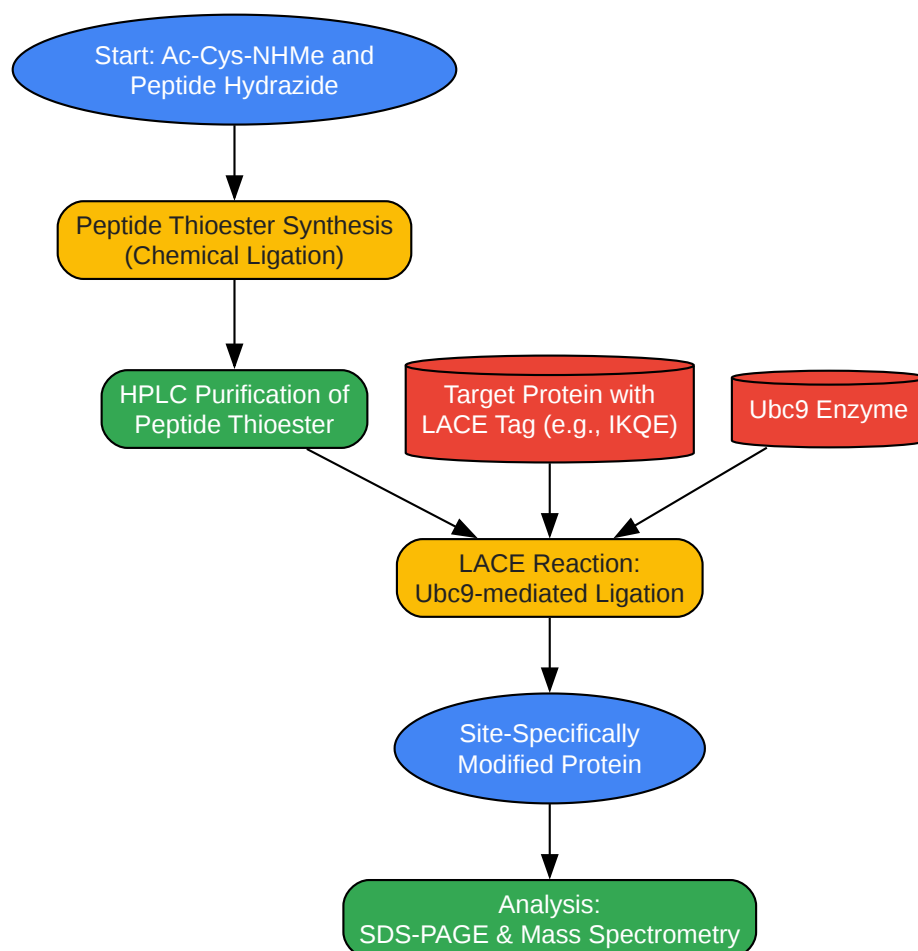 Start: Ac-Cys-NHMe and
Peptide Hydrazide
Peptide Thioester Synthesis
(Chemical Ligation)
HPLC Purification of
Peptide Thioester
Target Protein with
LACE Tag (e.g., IKQE)
Ubc9 Enzyme
LACE Reaction:
Ubc9-mediated Ligation
Site-Specifically
Modified Protein
Analysis:
SDS-PAGE & Mass Spectrometry